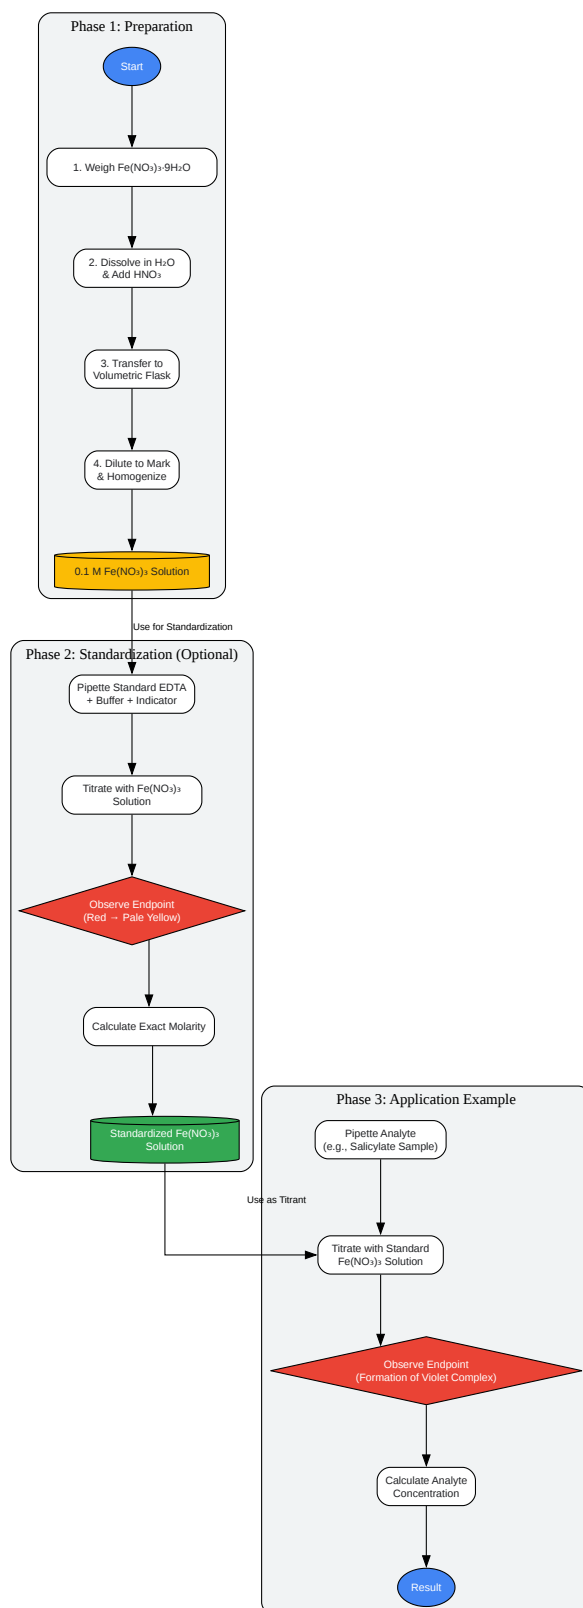 Phase 1: Preparation
Start
1. Weigh Fe(NO₃)₃·9H₂O
2. Dissolve in H₂O
& Add HNO₃
3. Transfer to
Volumetric Flask
4. Dilute to Mark
& Homogenize
0.1 M Fe(NO₃)₃ Solution
Use for Standardization
Phase 2: Standardization (Optional)
Pipette Standard EDTA
+ Buffer + Indicator
Titrate with Fe(NO₃)₃
Solution
Observe Endpoint
(Red → Pale Yellow)
Calculate Exact Molarity
Standardized Fe(NO₃)₃
Solution
Phase 3: Application Example
Pipette Analyte
(e.g., Salicylate Sample)
Use as Titrant
Titrate with Standard
Fe(NO₃)₃ Solution
Observe Endpoint
(Formation of Violet Complex)
Calculate Analyte
Concentration
Result